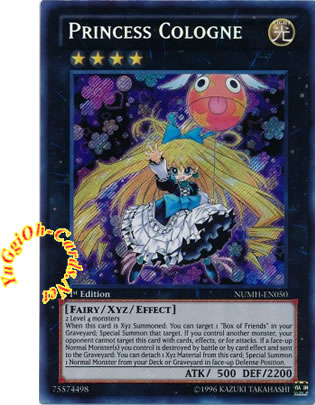 PRINCESS COLOGNE
LIGHT
光
YuGgiOh-Cards.Net
1st Edition
NUMH-EN050
[FAIRY/XYZ/EFFECT]
2 Level 4 monsters
When this card is Xyz Summoned: You can target 1 "Box of Friends" in your
Graveyard; Special Summon that target. If you control another monster, your
opponent cannot target this card with cards, effects, or for attacks. If a face-up
Normal Monster(s) you control is destroyed by battle or by card effect and sent
to the Graveyard: You can detach 1 Xyz Material from this card; Special Summon
1 Normal Monster from your Deck or Graveyard in face-up Defense Position.
ATK/ 500 DEF/2200
75574498
©1996 KAZUKI TAKAHASHI